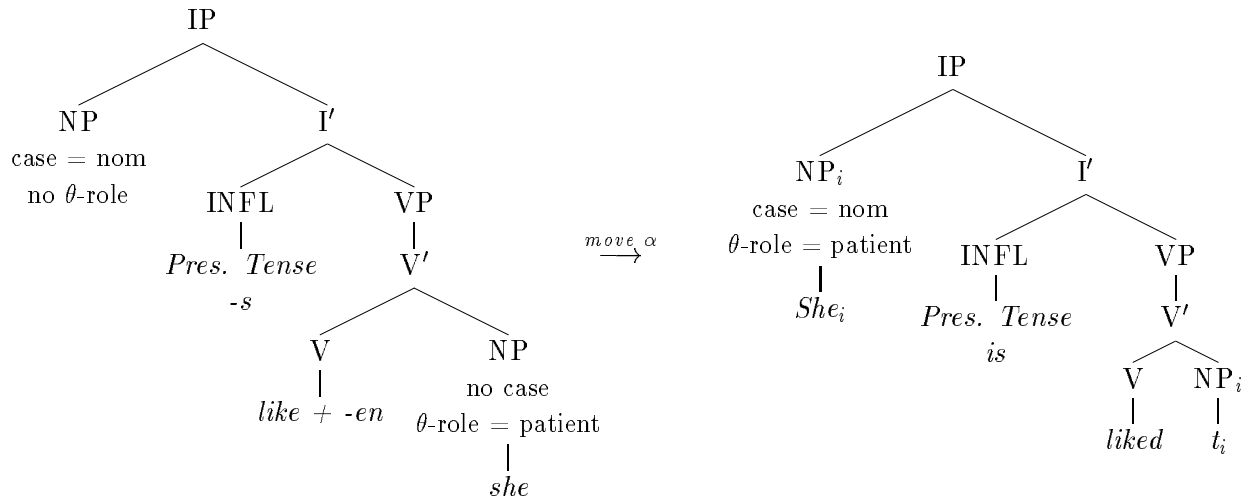 IP
NP I′
case = nom
no θ-role
INFL VP
Pres. Tense V′
-s
V NP
like + -en no case
θ-role = patient
she
move α
⟶
IP
NP_i I′
case = nom
θ-role = patient
INFL VP
She_i Pres. Tense V′
is
V NP_i
liked t_i